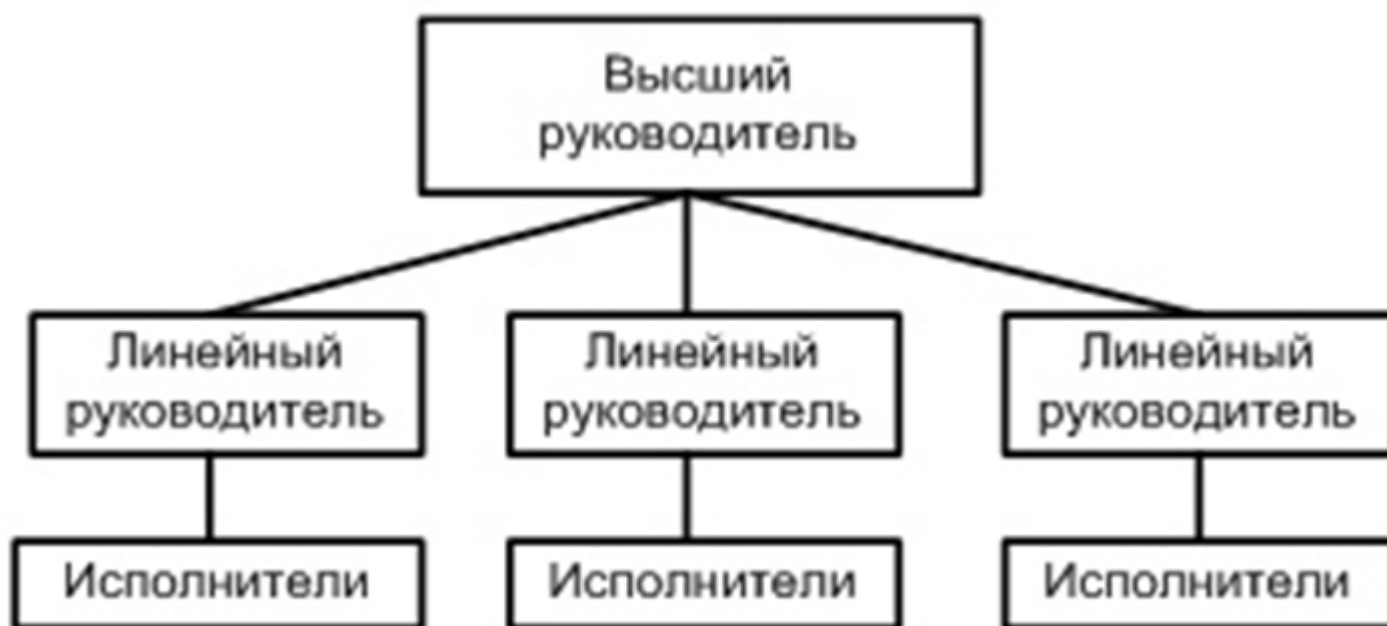 Высший
руководитель
Линейный
руководитель
Линейный
руководитель
Линейный
руководитель
Исполнители
Исполнители
Исполнители